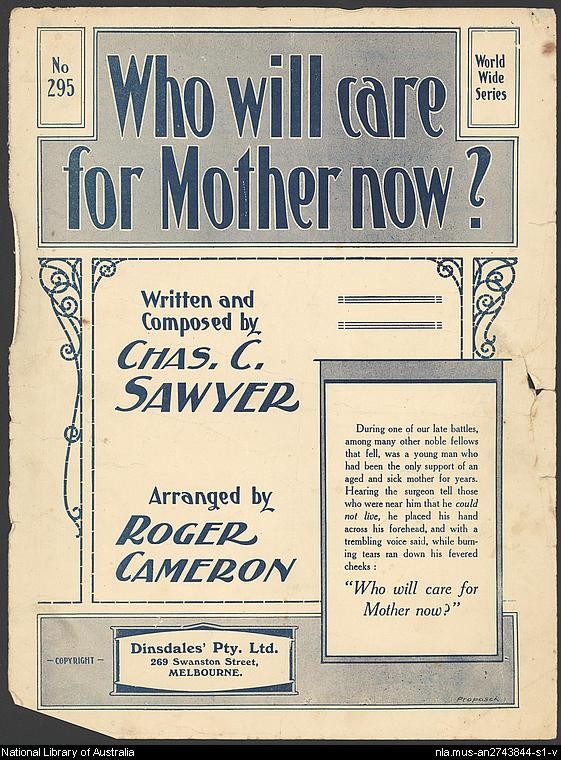 No
295
Who will care
for Mother now?
World
Wide
Series
Written and
Composed by
CHAS. C.
SAWYER
Arranged by
ROGER
CAMERON
During one of our late battles,
among many other noble fellows
that fell, was a young man who
had been the only support of an
aged and sick mother for years.
Hearing the surgeon tell those
who were near him that he could
not live, he placed his hand
across his forehead, and with a
trembling voice said, while burn-
ing tears ran down his fevered
cheeks :
"Who will care for
Mother now?"
— COPYRIGHT —
Dinsdales' Pty. Ltd.
269 Swanston Street,
MELBOURNE.
Proposch
National Library of Australia
nla.mus-an2743844-s1-v